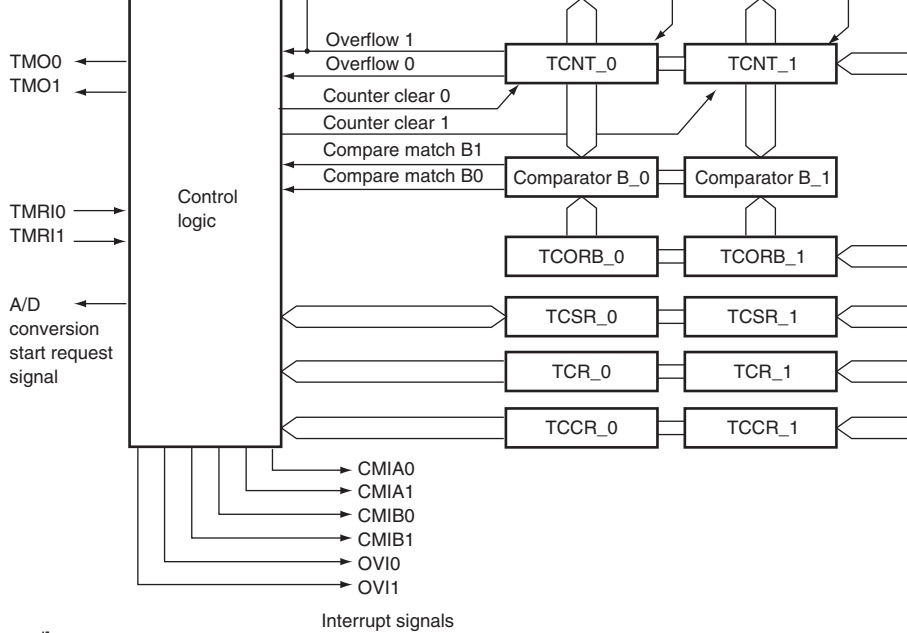 TMO0
TMO1
TMRI0
TMRI1
A/D
conversion
start request
signal
Control
logic
Overflow 1
Overflow 0
Counter clear 0
Counter clear 1
Compare match B1
Compare match B0
TCNT_0
TCNT_1
Comparator B_0
Comparator B_1
TCORB_0
TCORB_1
TCSR_0
TCSR_1
TCR_0
TCR_1
TCCR_0
TCCR_1
CMIA0
CMIA1
CMIB0
CMIB1
OVI0
OVI1
Interrupt signals